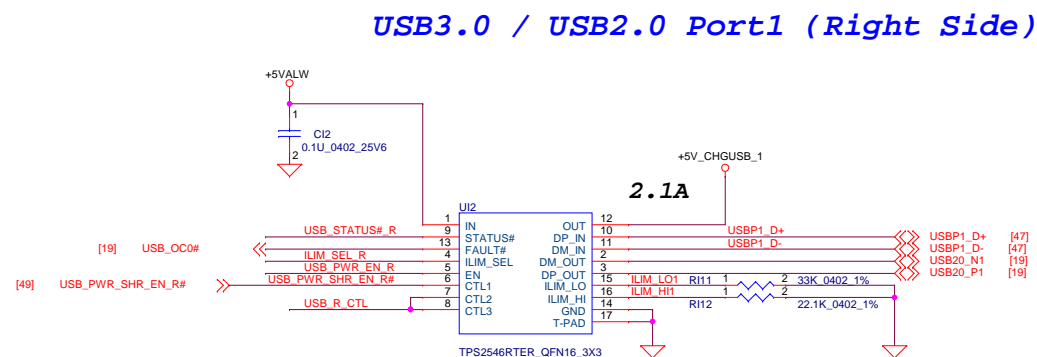 USB3.0 / USB2.0 Port1 (Right Side)
+5VALW
1
CI2
0.1U_0402_25V6
2
+5V_CHGUSB_1
2.1A
UI2
1 IN OUT 12
USB_STATUS#_R 9 STATUS# DP_IN 10 USBP1_D+ USBP1_D+ [47]
[19] USB_OC0# 13 FAULT# DM_IN 11 USBP1_D- USBP1_D- [47]
ILIM_SEL_R 4 ILIM_SEL DM_OUT 2 USB20_N1 [19]
USB_PWR_EN_R 5 EN DP_OUT 3 USB20_P1 [19]
[49] USB_PWR_SHR_EN_R# USB_PWR_SHR_EN_R# 6 CTL1 ILIM_LO 15 ILIM_LO1 RI11 1 2 33K_0402_1%
7 CTL2 ILIM_HI 16 ILIM_HI1 RI12 1 2 22.1K_0402_1%
USB_R_CTL 8 CTL3 GND 14
T-PAD 17
TPS2546RTER_QFN16_3X3